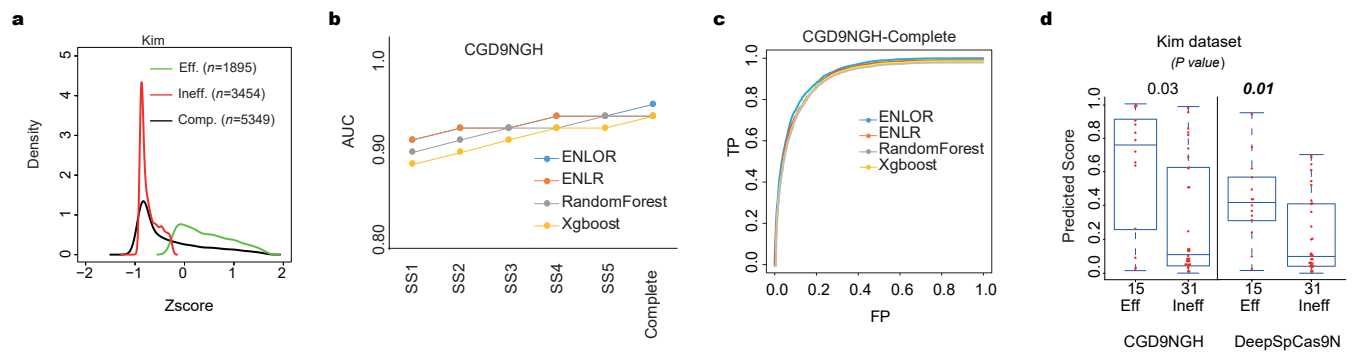 a
Kim
Density
5
4
3
2
1
0
Eff. (n=1895)
Ineff. (n=3454)
Comp. (n=5349)
−2
−1
0
1
2
Zscore
b
CGD9NGH
AUC
1.0
0.90
0.80
ENLOR
ENLR
RandomForest
Xgboost
SS1
SS2
SS3
SS4
SS5
Complete
c
CGD9NGH-Complete
TP
1.0
0.8
0.6
0.4
0.2
0.0
ENLOR
ENLR
RandomForest
Xgboost
0.0
0.2
0.4
0.6
0.8
1.0
FP
d
Kim dataset
(P value)
0.03
0.01
Predicted Score
1.0
0.8
0.6
0.4
0.2
0.0
15
31
15
31
Eff
Ineff
Eff
Ineff
CGD9NGH
DeepSpCas9N